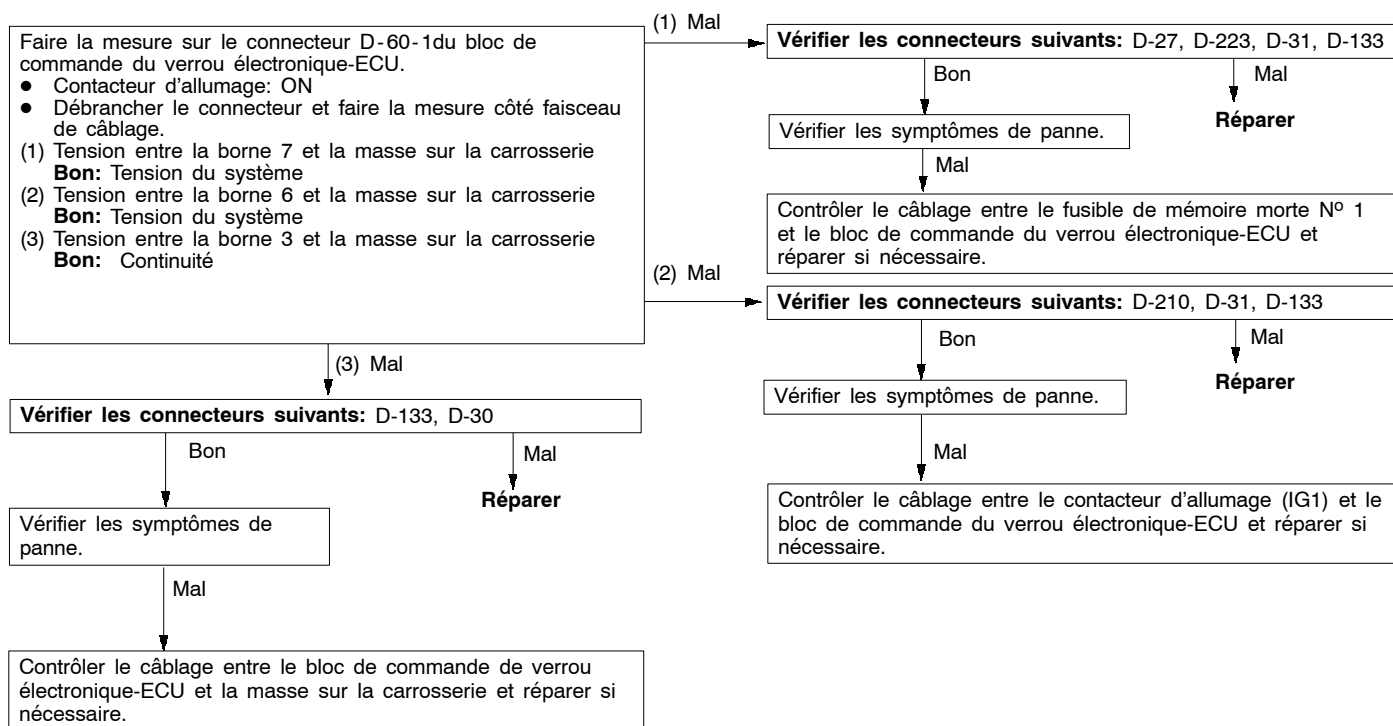 Faire la mesure sur le connecteur D-60-1du bloc de
commande du verrou électronique-ECU.
● Contacteur d'allumage: ON
● Débrancher le connecteur et faire la mesure côté faisceau
de câblage.
(1) Tension entre la borne 7 et la masse sur la carrosserie
Bon: Tension du système
(2) Tension entre la borne 6 et la masse sur la carrosserie
Bon: Tension du système
(3) Tension entre la borne 3 et la masse sur la carrosserie
Bon: Continuité
(1) Mal
Vérifier les connecteurs suivants: D-27, D-223, D-31, D-133
Bon
Mal
Réparer
Vérifier les symptômes de panne.
Mal
Contrôler le câblage entre le fusible de mémoire morte Nº 1
et le bloc de commande du verrou électronique-ECU et
réparer si nécessaire.
(2) Mal
Vérifier les connecteurs suivants: D-210, D-31, D-133
Bon
Mal
Réparer
Vérifier les symptômes de panne.
Mal
Contrôler le câblage entre le contacteur d'allumage (IG1) et le
bloc de commande du verrou électronique-ECU et réparer si
nécessaire.
(3) Mal
Vérifier les connecteurs suivants: D-133, D-30
Bon
Mal
Réparer
Vérifier les symptômes de
panne.
Mal
Contrôler le câblage entre le bloc de commande de verrou
électronique-ECU et la masse sur la carrosserie et réparer si
nécessaire.